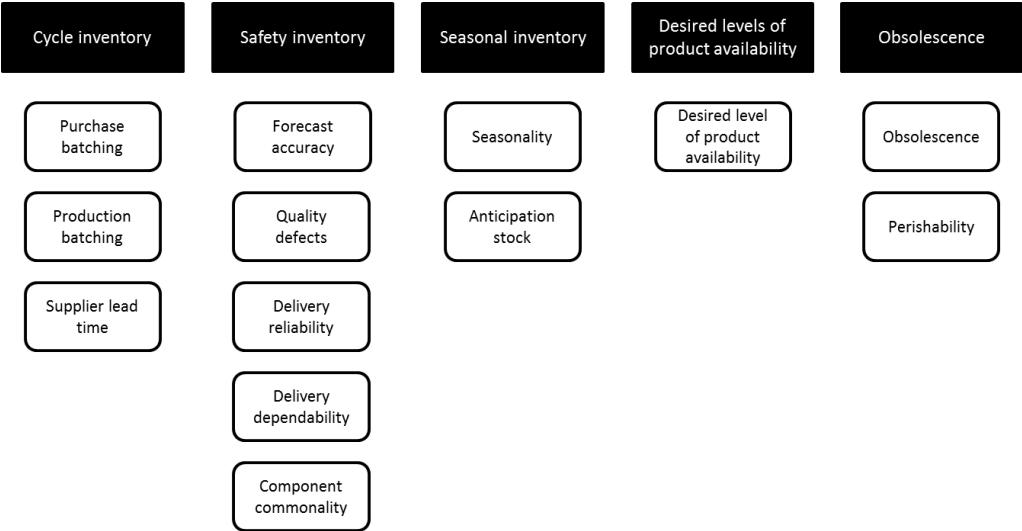 Cycle inventory
Safety inventory
Seasonal inventory
Desired levels of
product availability
Obsolescence
Purchase
batching
Production
batching
Supplier lead
time
Forecast
accuracy
Quality
defects
Delivery
reliability
Delivery
dependability
Component
commonality
Seasonality
Anticipation
stock
Desired level
of product
availability
Obsolescence
Perishability